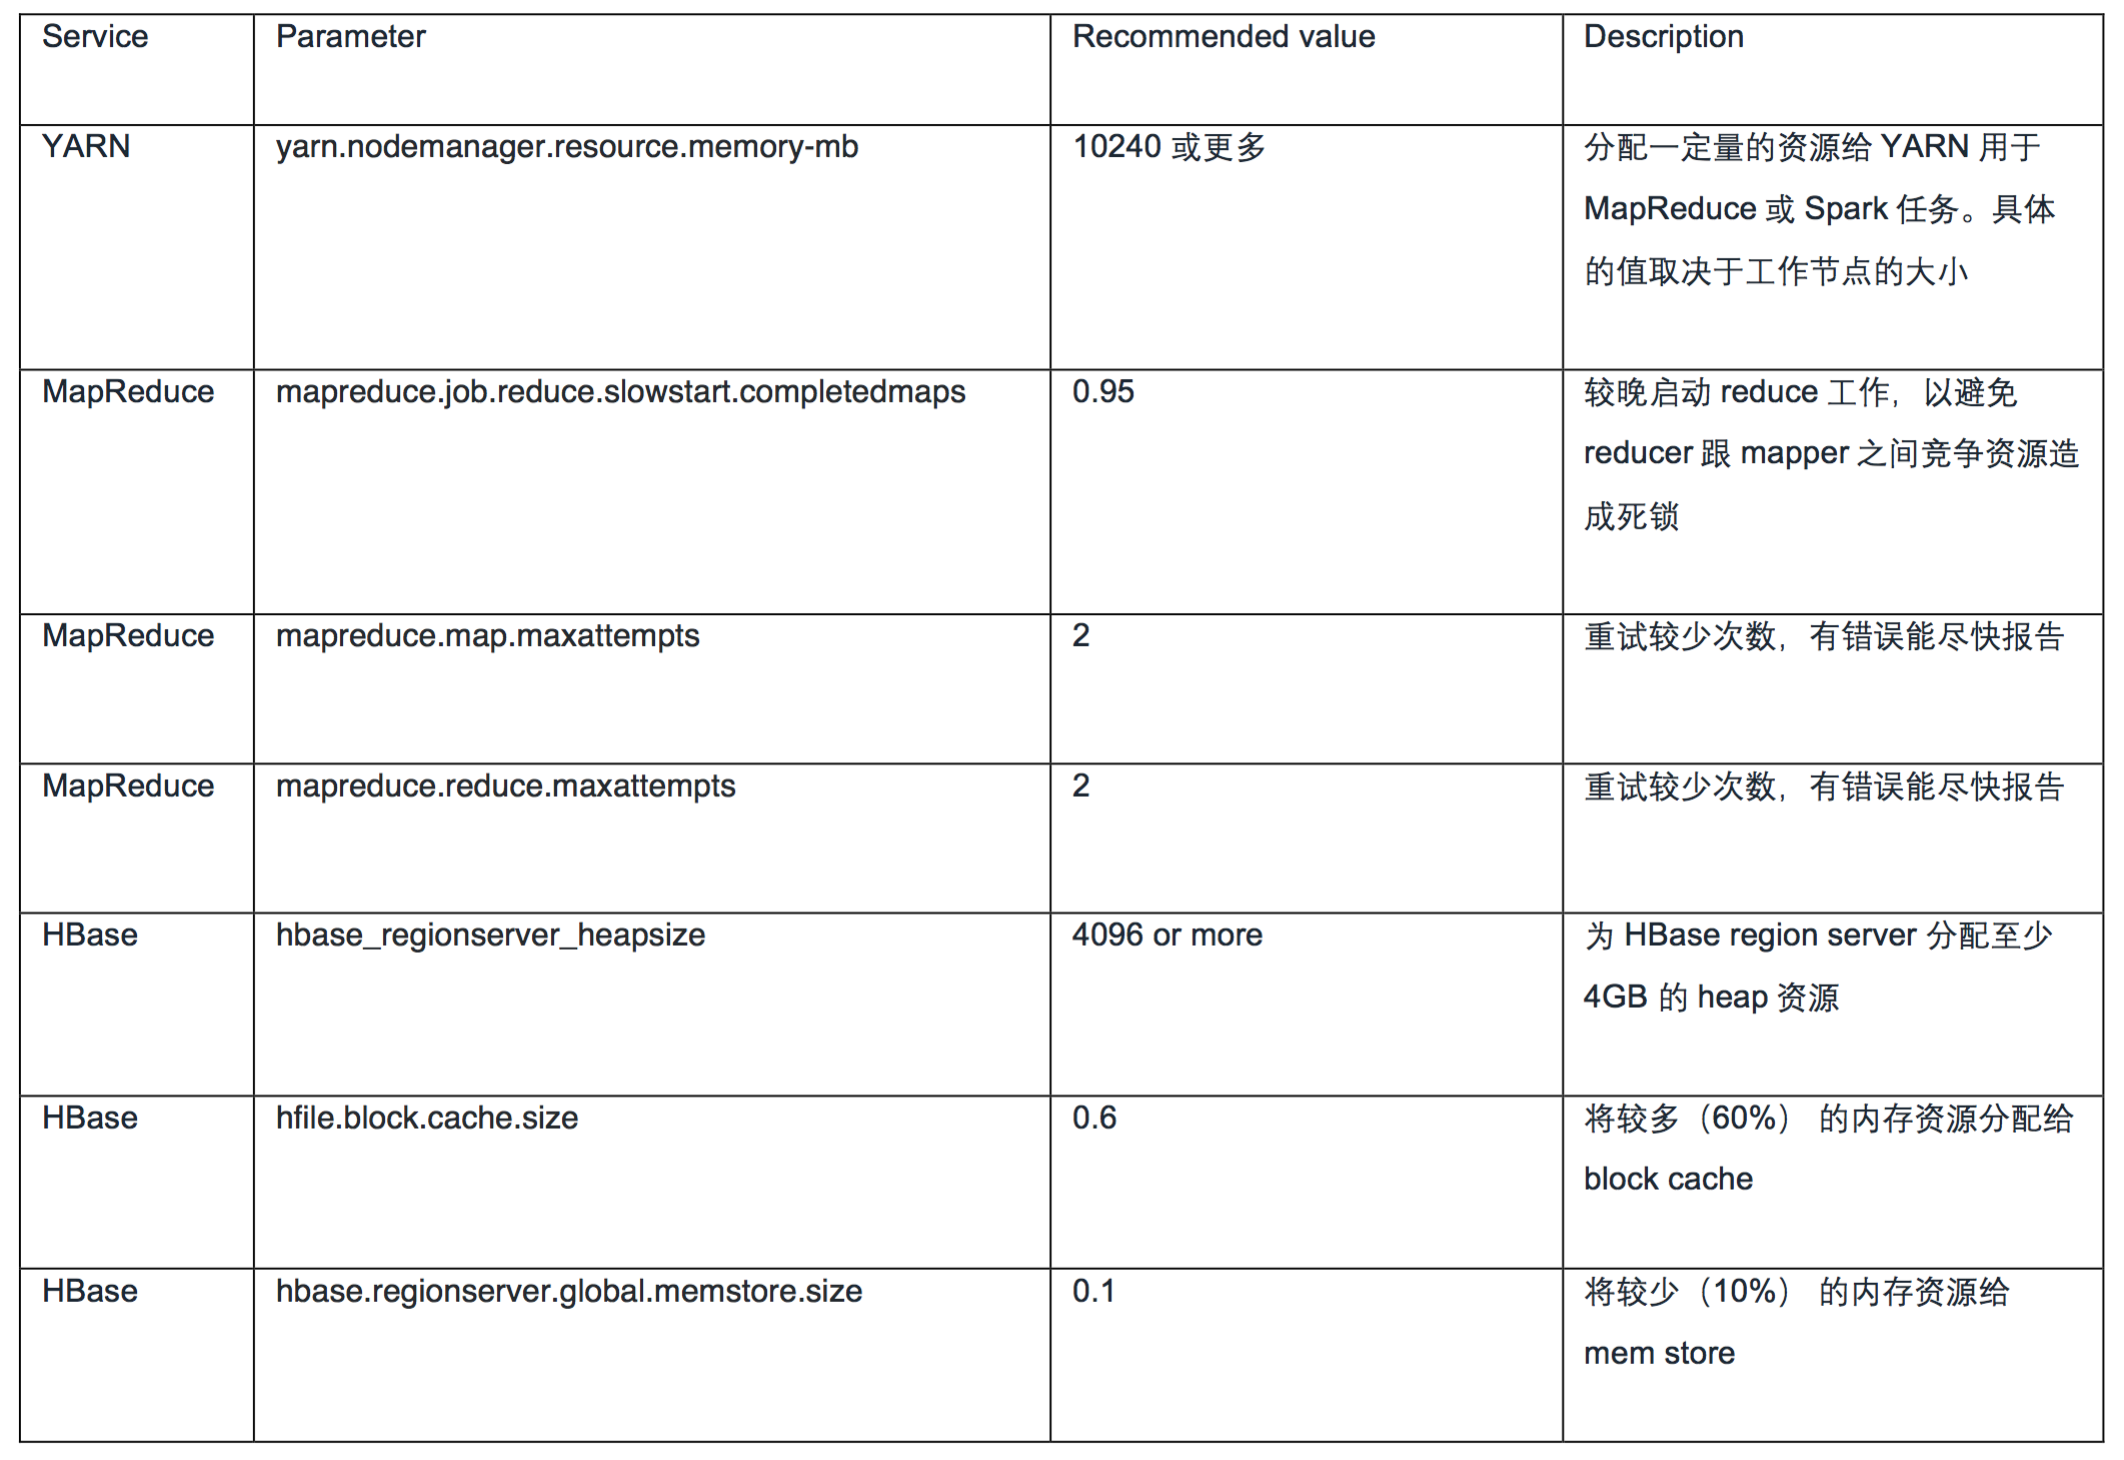 Service
Parameter
Recommended value
Description
YARN
yarn.nodemanager.resource.memory-mb
10240 或更多
分配一定量的资源给 YARN 用于
MapReduce 或 Spark 任务。具体
的值取决于工作节点的大小
MapReduce
mapreduce.job.reduce.slowstart.completedmaps
0.95
较晚启动 reduce 工作，以避免
reducer 跟 mapper 之间竞争资源造
成死锁
MapReduce
mapreduce.map.maxattempts
2
重试较少次数，有错误能尽快报告
MapReduce
mapreduce.reduce.maxattempts
2
重试较少次数，有错误能尽快报告
HBase
hbase_regionserver_heapsize
4096 or more
为 HBase region server 分配至少
4GB 的 heap 资源
HBase
hfile.block.cache.size
0.6
将较多（60%） 的内存资源分配给
block cache
HBase
hbase.regionserver.global.memstore.size
0.1
将较少（10%） 的内存资源给
mem store